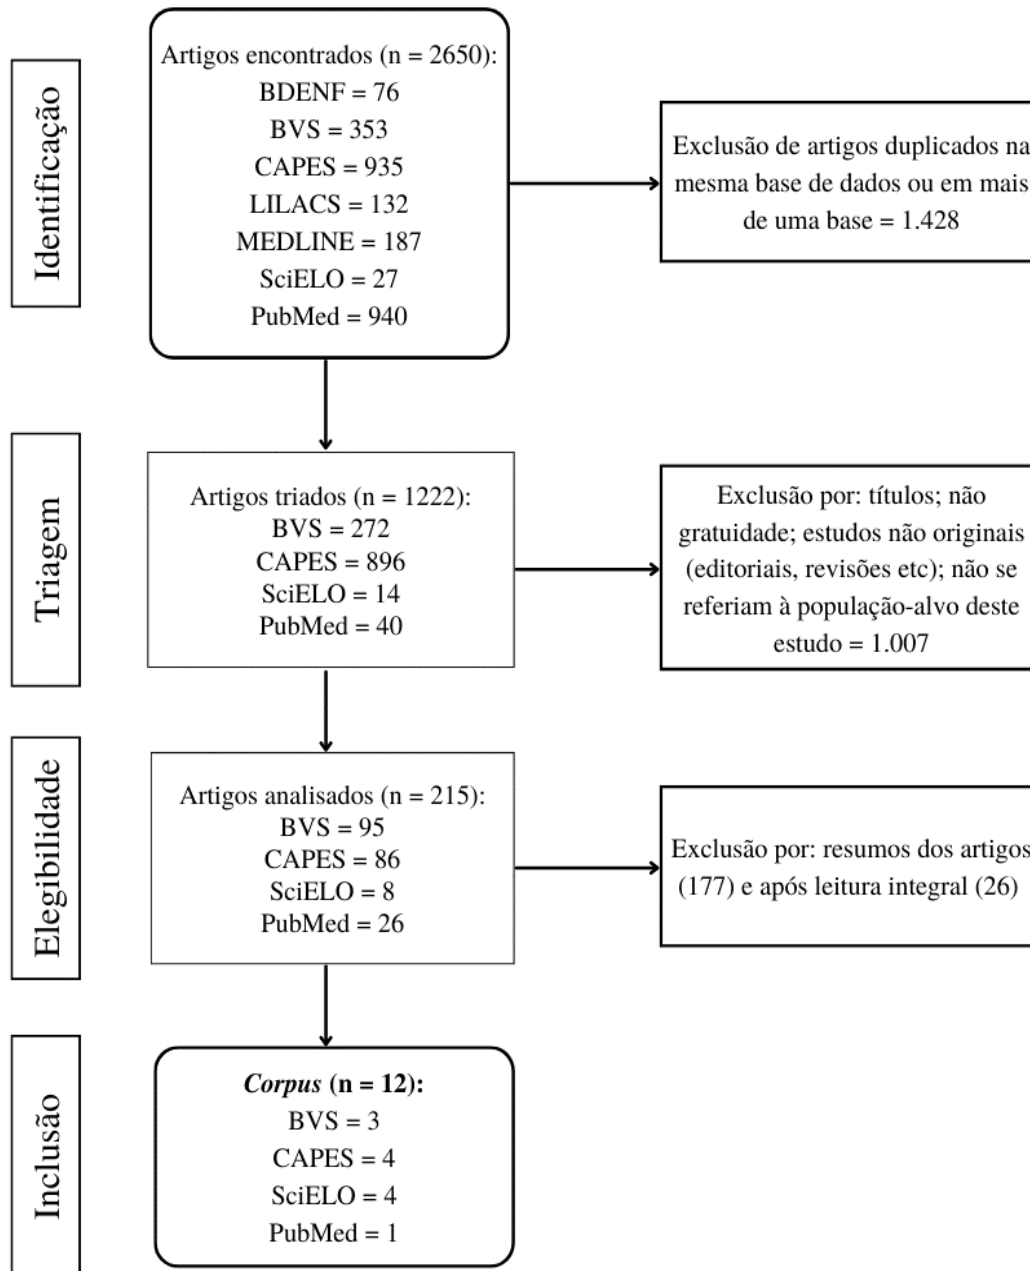 Identificação
Artigos encontrados (n = 2650):
BDENF = 76
BVS = 353
CAPES = 935
LILACS = 132
MEDLINE = 187
SciELO = 27
PubMed = 940
Exclusão de artigos duplicados na
mesma base de dados ou em mais
de uma base = 1.428
Triagem
Artigos triados (n = 1222):
BVS = 272
CAPES = 896
SciELO = 14
PubMed = 40
Exclusão por: títulos; não
gratuidade; estudos não originais
(editoriais, revisões etc); não se
referiam à população-alvo deste
estudo = 1.007
Elegibilidade
Artigos analisados (n = 215):
BVS = 95
CAPES = 86
SciELO = 8
PubMed = 26
Exclusão por: resumos dos artigos
(177) e após leitura integral (26)
Inclusão
Corpus (n = 12):
BVS = 3
CAPES = 4
SciELO = 4
PubMed = 1